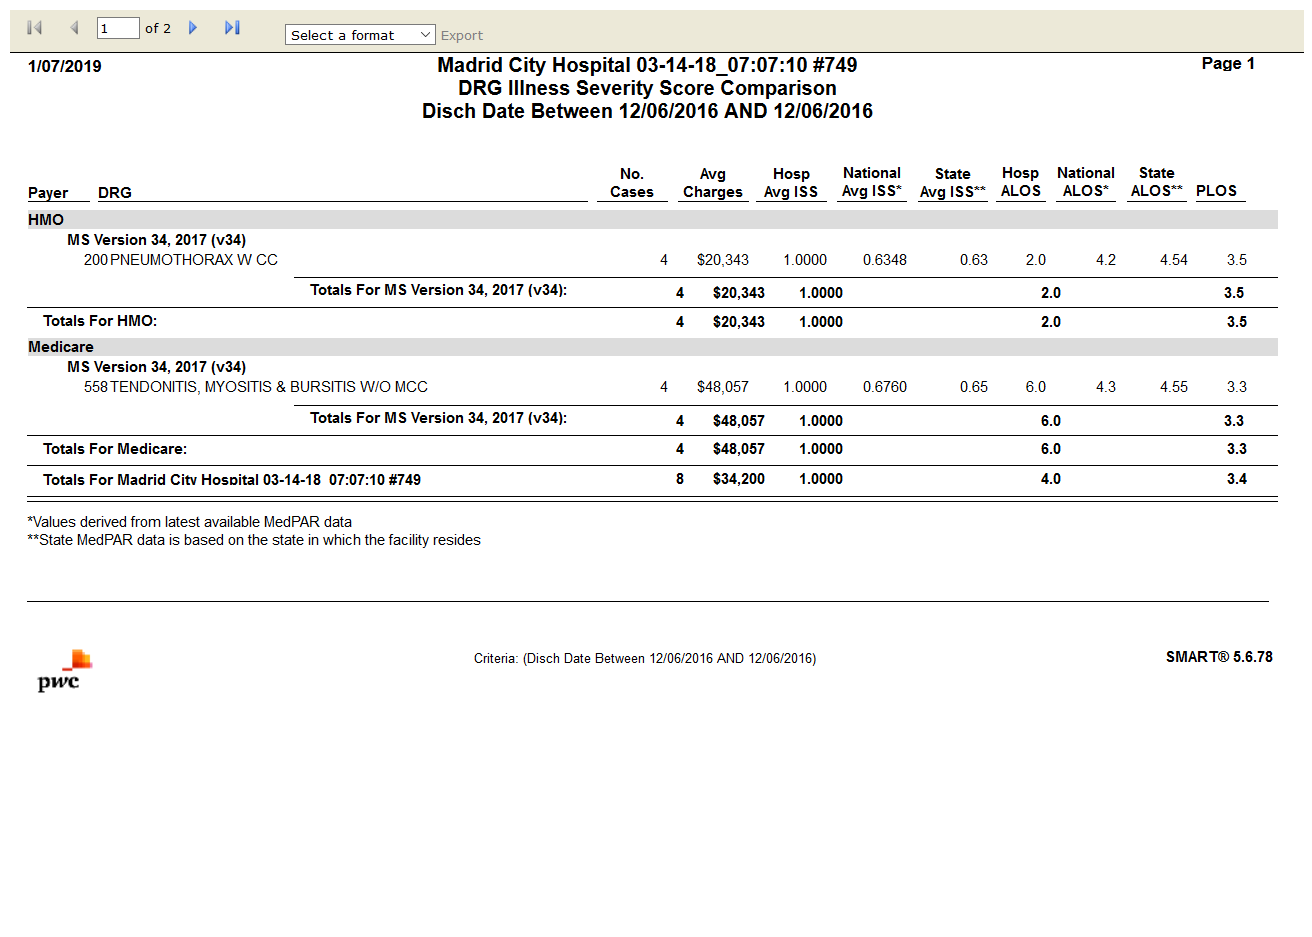 1 of 2 Select a format Export
1/07/2019 Madrid City Hospital 03-14-18_07:07:10 #749 Page 1
DRG Illness Severity Score Comparison
Disch Date Between 12/06/2016 AND 12/06/2016
No. Avg Hosp National State Hosp National State
Payer DRG Cases Charges Avg ISS Avg ISS* Avg ISS** ALOS ALOS* ALOS** PLOS
HMO
MS Version 34, 2017 (v34)
200 PNEUMOTHORAX W CC 4 $20,343 1.0000 0.6348 0.63 2.0 4.2 4.54 3.5
Totals For MS Version 34, 2017 (v34): 4 $20,343 1.0000 2.0 3.5
Totals For HMO: 4 $20,343 1.0000 2.0 3.5
Medicare
MS Version 34, 2017 (v34)
558 TENDONITIS, MYOSITIS & BURSITIS W/O MCC 4 $48,057 1.0000 0.6760 0.65 6.0 4.3 4.55 3.3
Totals For MS Version 34, 2017 (v34): 4 $48,057 1.0000 6.0 3.3
Totals For Medicare: 4 $48,057 1.0000 6.0 3.3
Totals For Madrid City Hospital 03-14-18_07:07:10 #749 8 $34,200 1.0000 4.0 3.4
*Values derived from latest available MedPAR data
**State MedPAR data is based on the state in which the facility resides
pwc
Criteria: (Disch Date Between 12/06/2016 AND 12/06/2016) SMART® 5.6.78